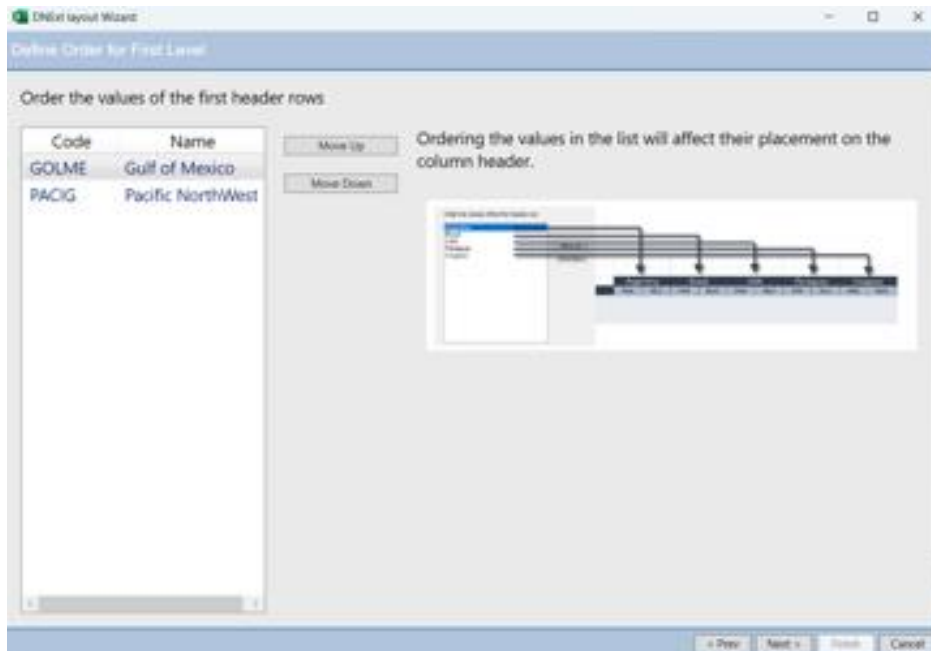 layout Wizard
Define Order for First Level
Order the values of the first header rows
Code Name
GOLME Gulf of Mexico
PACIG Pacific NorthWest
Move Up
Move Down
Ordering the values in the list will affect their placement on the
column header.
< Prev Next > Finish Cancel